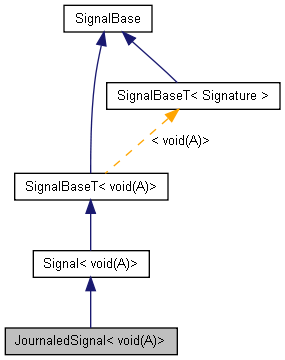 SignalBase
SignalBaseT< Signature >
< void(A)>
SignalBaseT< void(A)>
Signal< void(A)>
JournaledSignal< void(A)>